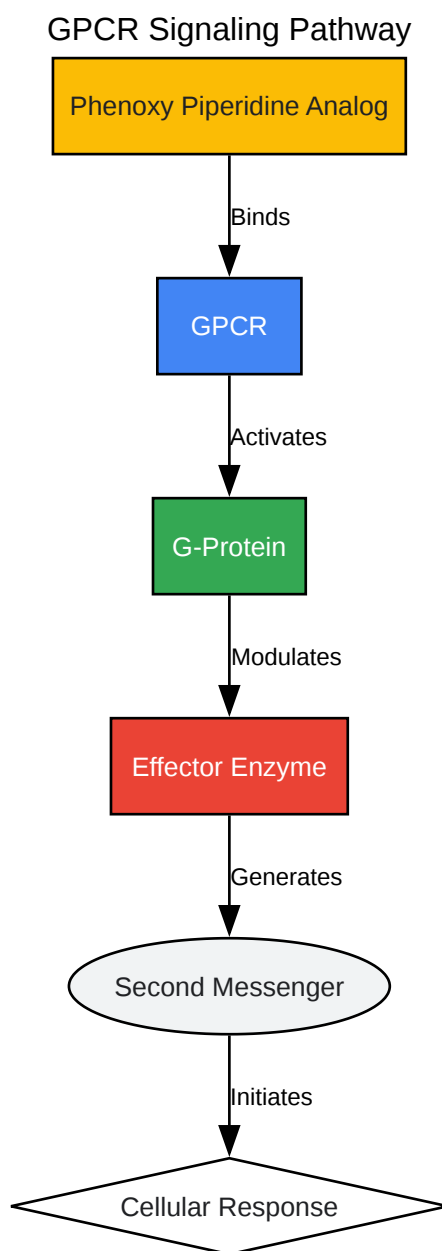 GPCR Signaling Pathway
Phenoxy Piperidine Analog
Binds
GPCR
Activates
G-Protein
Modulates
Effector Enzyme
Generates
Second Messenger
Initiates
Cellular Response